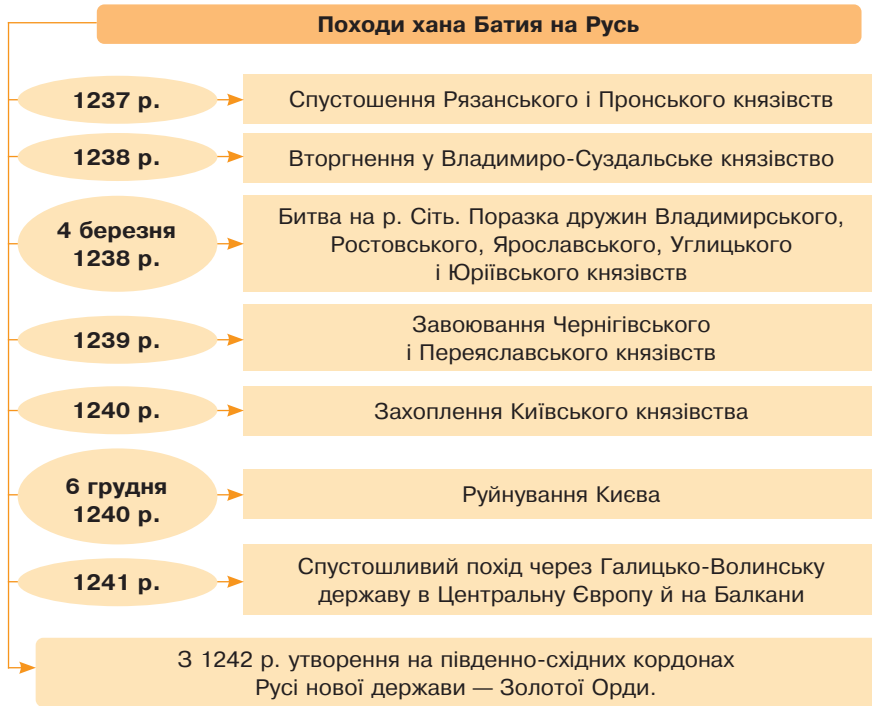 Походи хана Батия на Русь
1237 р.
Спустошення Рязанського і Пронського князівств
1238 р.
Вторгнення у Владимиро-Суздальське князівство
4 березня
1238 р.
Битва на р. Сіть. Поразка дружин Владимирського,
Ростовського, Ярославського, Углицького
і Юріївського князівств
1239 р.
Завоювання Чернігівського
і Переяславського князівств
1240 р.
Захоплення Київського князівства
6 грудня
1240 р.
Руйнування Києва
1241 р.
Спустошливий похід через Галицько-Волинську
державу в Центральну Європу й на Балкани
З 1242 р. утворення на південно-східних кордонах
Русі нової держави — Золотої Орди.